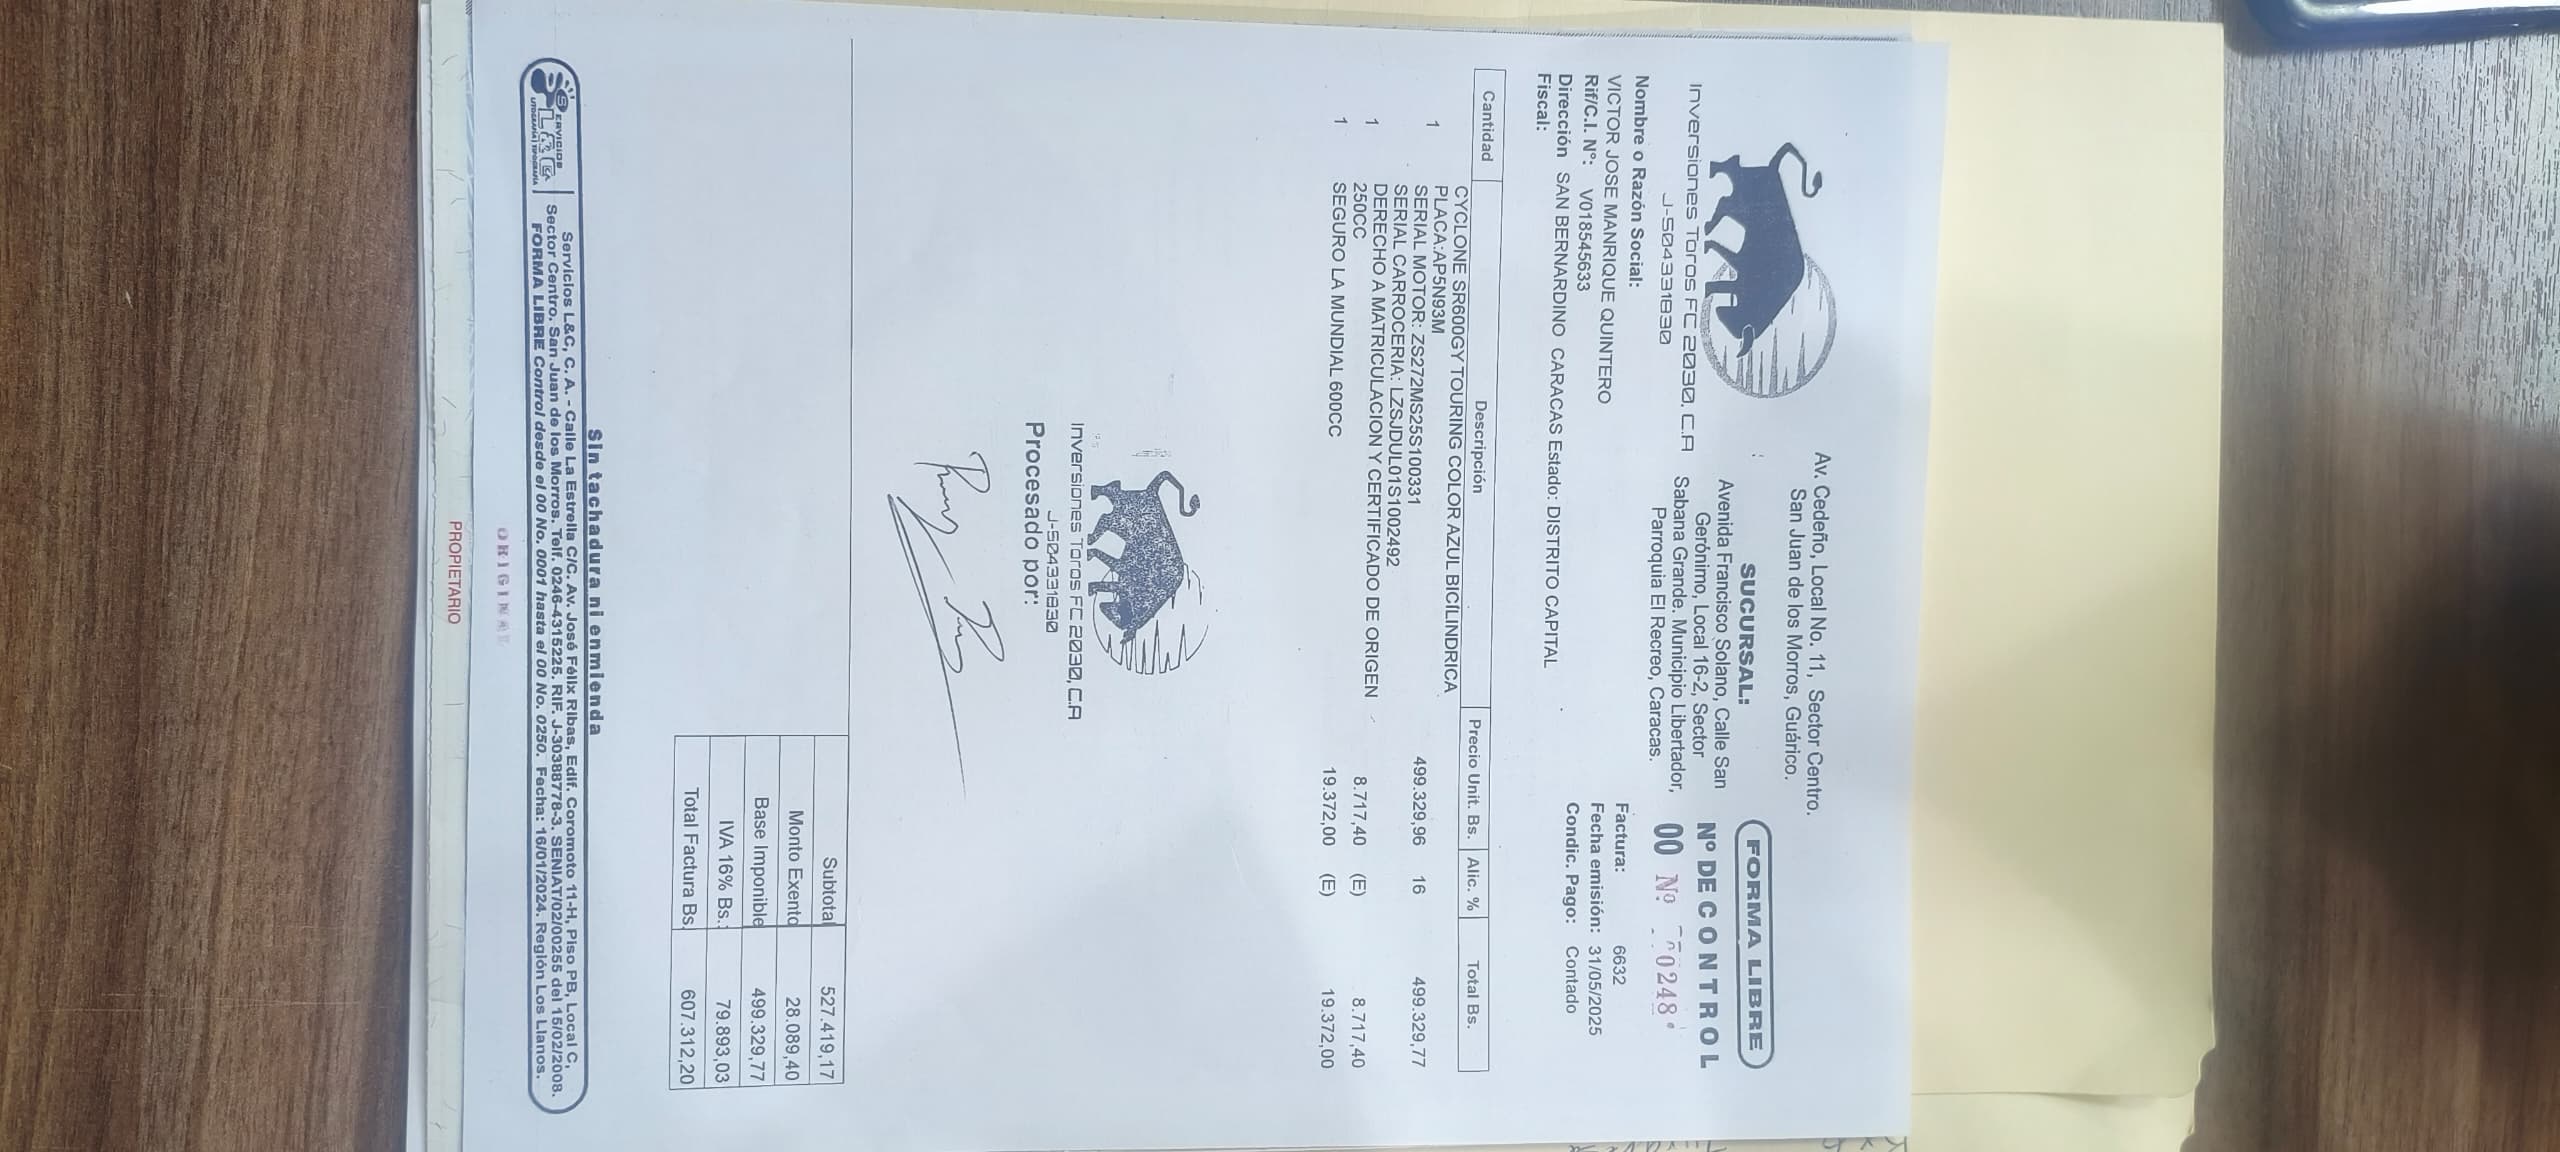 Inversiones Toros FC 2030, C.A
J-504331830
Av. Cedeño, Local No. 11, Sector Centro.
San Juan de los Morros, Guárico.
SUCURSAL:
Avenida Francisco Solano, Calle San
Gerónimo, Local 16-2, Sector
Sabana Grande. Municipio Libertador,
Parroquia El Recreo, Caracas.
FORMA LIBRE
Nº DE CONTROL
00 Nº 0248
Nombre o Razón Social:
VICTOR JOSE MANRIQUE QUINTERO
Rif/C.I. Nº: V018545633
Dirección SAN BERNARDINO CARACAS Estado: DISTRITO CAPITAL
Fiscal:
Factura: 6632
Fecha emisión: 31/05/2025
Condic. Pago: Contado
Cantidad Descripción Precio Unit. Bs. Alic. % Total Bs.
CYCLONE SR600GY TOURING COLOR AZUL BICILINDRICA
PLACA:AP5N93M
1 SERIAL MOTOR: ZS272MS25S100331 499.329,96 16 499.329,77
SERIAL CARROCERIA: LZSJDUL01S1002492
1 DERECHO A MATRICULACION Y CERTIFICADO DE ORIGEN 8.717,40 (E) 8.717,40
250CC
1 SEGURO LA MUNDIAL 600CC 19.372,00 (E) 19.372,00
Inversiones Toros FC 2030, C.A
J-504331830
Procesado por:
Subtotal 527.419,17
Monto Exento 28.089,40
Base Imponible 499.329,77
IVA 16% Bs.: 79.893,03
Total Factura Bs. 607.312,20
Sin tachadura ni enmienda
SERVICIOS L&C CA
LITOGRAFÍA | TIPOGRAFÍA
Servicios L&C, C. A. - Calle La Estrella C/C. Av. José Félix Ribas, Edif. Coromoto 11-H, Piso PB, Local C,
Sector Centro. San Juan de los Morros. Telf. 0246-4315225. RIF. J-30388778-3. SENIAT/02/00255 del 15/02/2008.
FORMA LIBRE Control desde el 00 No. 0001 hasta el 00 No. 0250. Fecha: 16/01/2024. Región Los Llanos.
ORIGINAL
PROPIETARIO